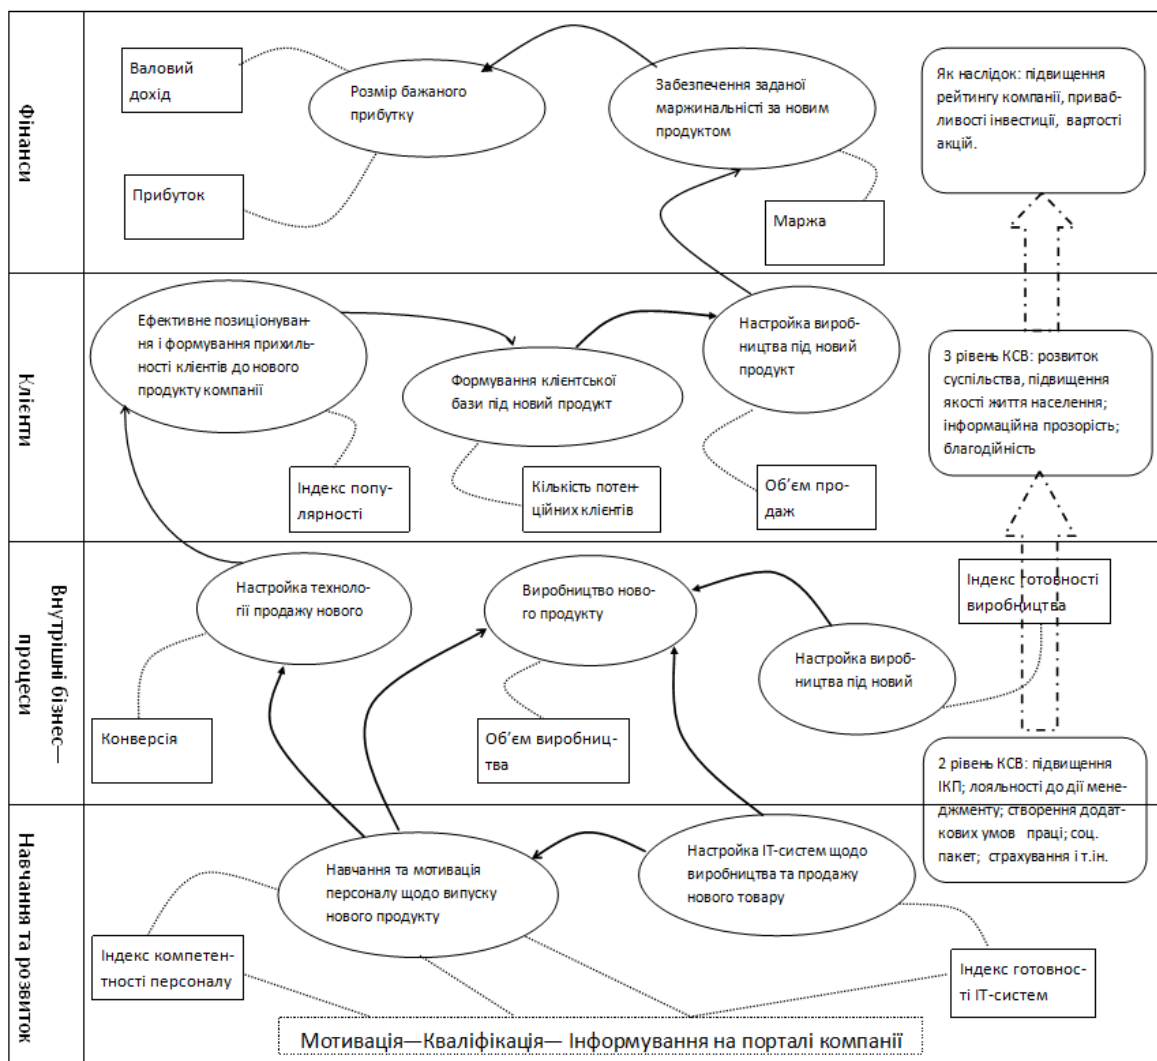 Фінанси
Валовий
дохід
Розмір бажаного
прибутку
Забезпечення заданої
маржинальності за новим
продуктом
Як наслідок: підвищення
рейтингу компанії, приваб-
ливості інвестиції, вартості
акцій.
Прибуток
Маржа
Клієнти
Ефективне позиціонуван-
ня і формування прихиль-
ності клієнтів до нового
продукту компанії
Формування клієнтської
бази під новий продукт
Настройка вироб-
ництва під новий
продукт
3 рівень КСВ: розвиток
суспільства, підвищення
якості життя населення;
інформаційна прозорість;
благодійність
Індекс попу-
лярності
Кількість потен-
ційних клієнтів
Об’єм про-
даж
Внутрішні бізнес—
процеси
Настройка техноло-
гії продажу нового
Виробництво ново-
го продукту
Настройка вироб-
ництва під новий
Індекс готовності
виробництва
Конверсія
Об’єм виробниц-
тва
2 рівень КСВ: підвищення
ІКП; лояльності до дії мене-
джменту; створення додат-
кових умов праці; соц.
пакет; страхування і т.ін.
Навчання та розвиток
Навчання та мотивація
персоналу щодо випуску
нового продукту
Настройка ІТ-систем щодо
виробництва та продажу
нового товару
Індекс компетен-
тності персоналу
Індекс готовнос-
ті ІТ-систем
Мотивація—Кваліфікація— Інформування на порталі компанії